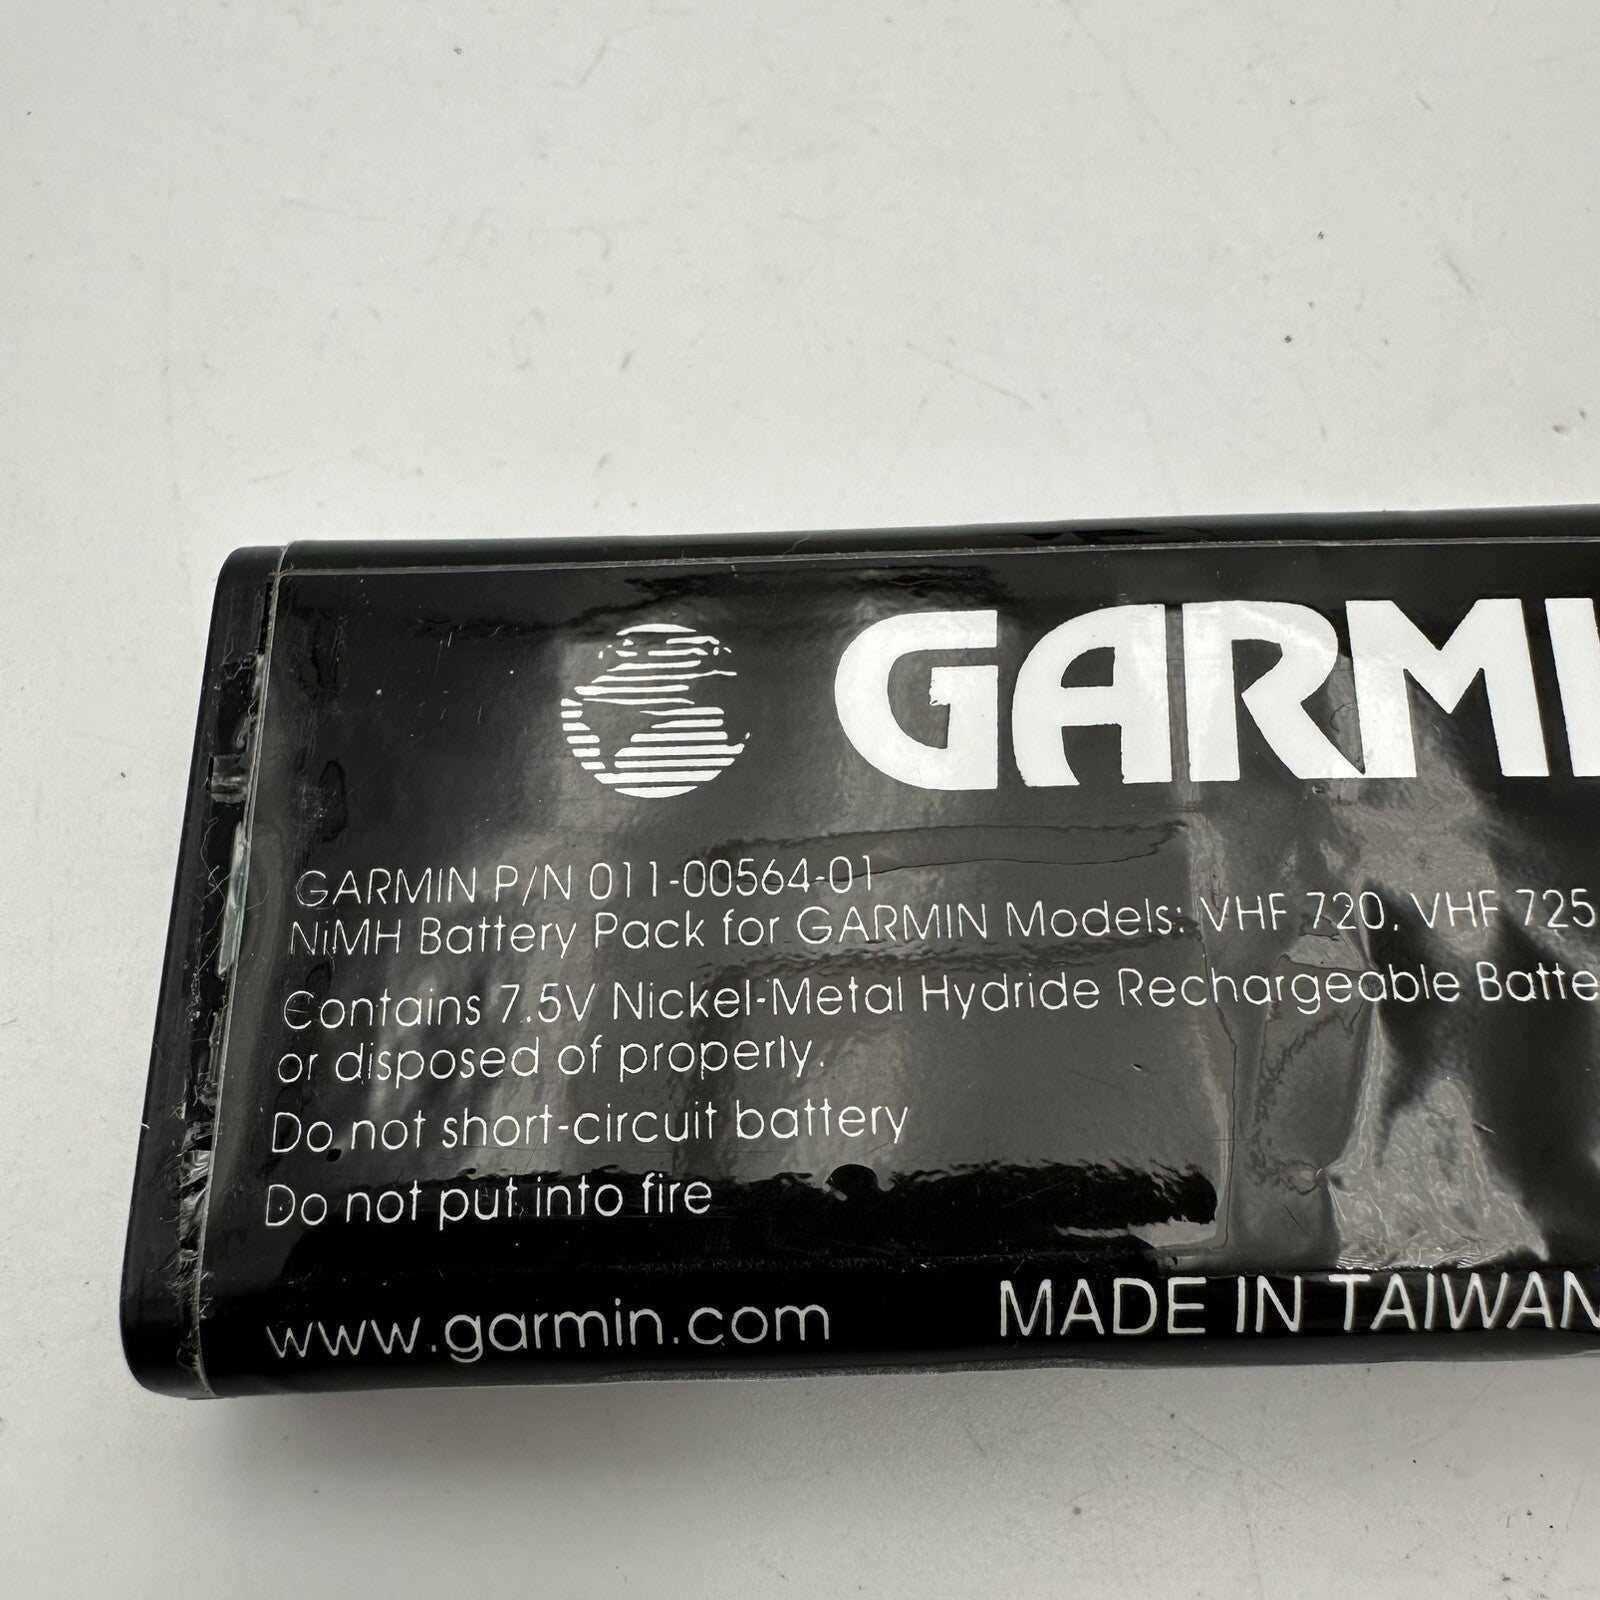 GARMIN
GARMIN P/N 011-00564-01
NiMH Battery Pack for GARMIN Models: VHF 720, VHF 725
Contains 7.5V Nickel-Metal Hydride Rechargeable Batte
or disposed of properly.
Do not short-circuit battery
Do not put into fire
www.garmin.com MADE IN TAIWAN